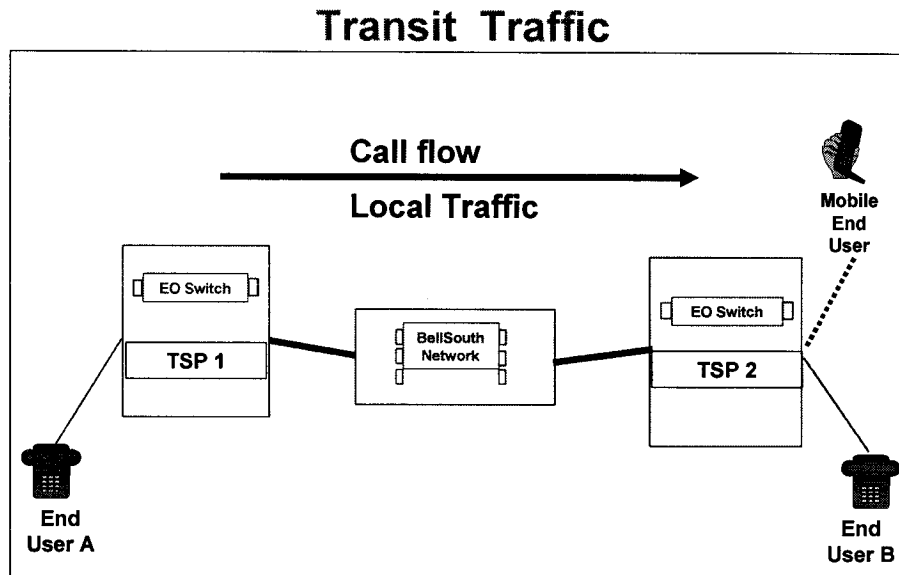 Transit Traffic
Call flow
Local Traffic
Mobile
End
User
EO Switch
TSP 1
BellSouth
Network
EO Switch
TSP 2
End
User A
End
User B